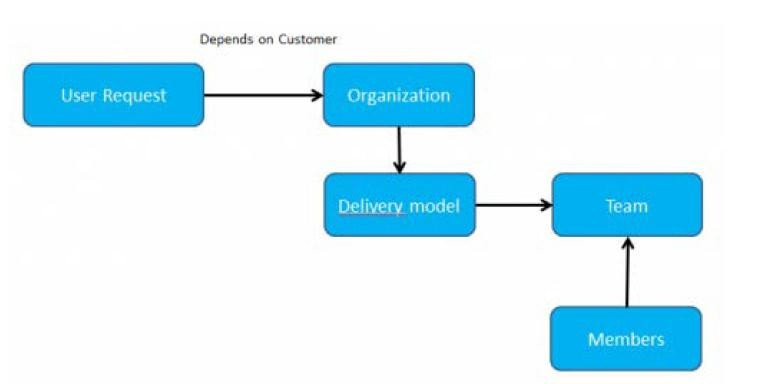 Depends on Customer
User Request
Organization
Delivery model
Team
Members